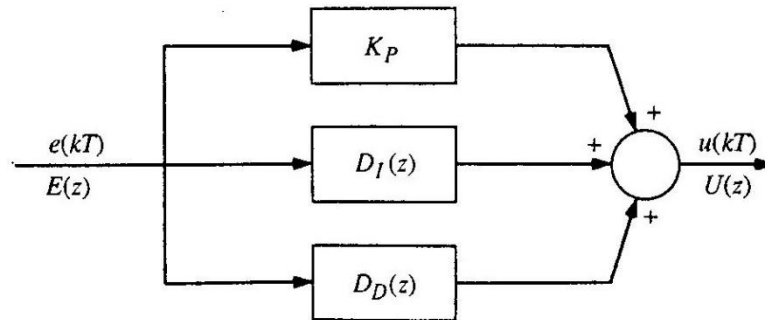 K_P
+
e(kT)
D_I(z)
+
u(kT)
E(z)
U(z)
+
D_D(z)